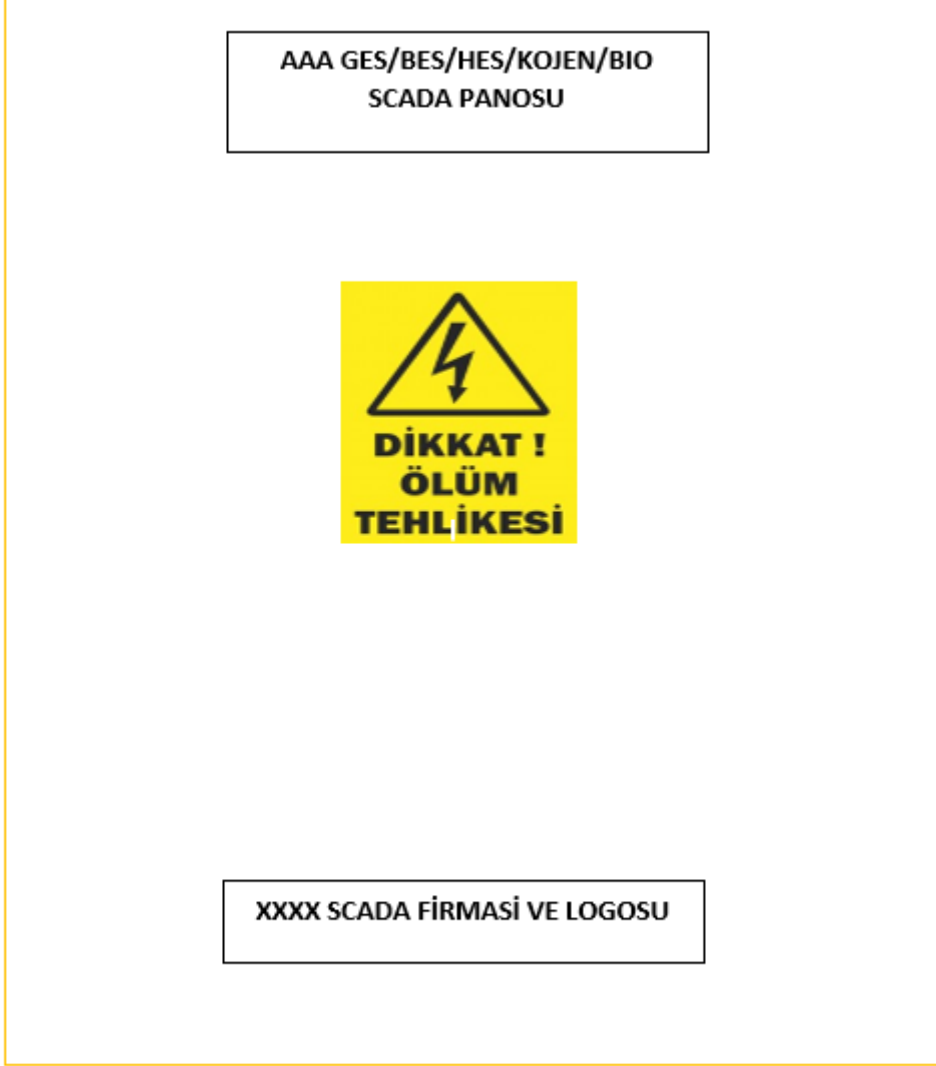 AAA GES/BES/HES/KOJEN/BIO
SCADA PANOSU
DİKKAT !
ÖLÜM
TEHLİKESİ
XXXX SCADA FİRMASİ VE LOGOSU